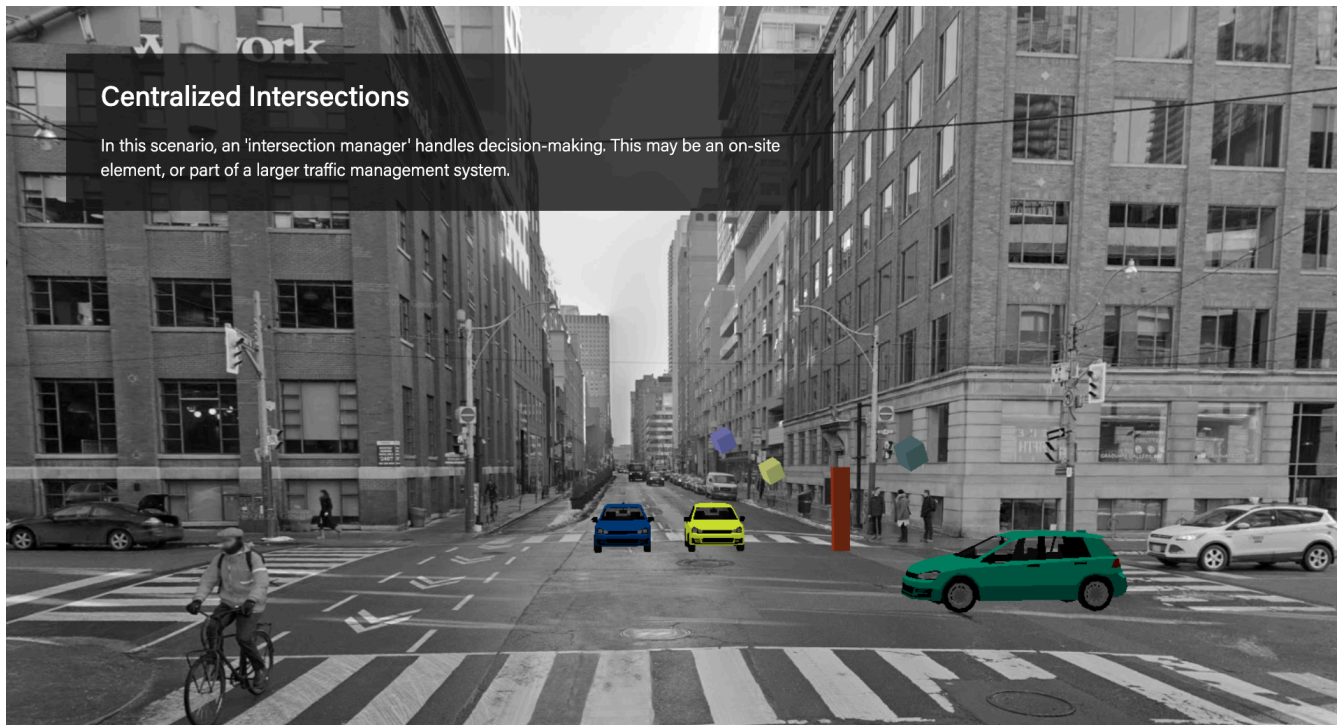 Centralized Intersections
In this scenario, an 'intersection manager' handles decision-making. This may be an on-site
element, or part of a larger traffic management system.